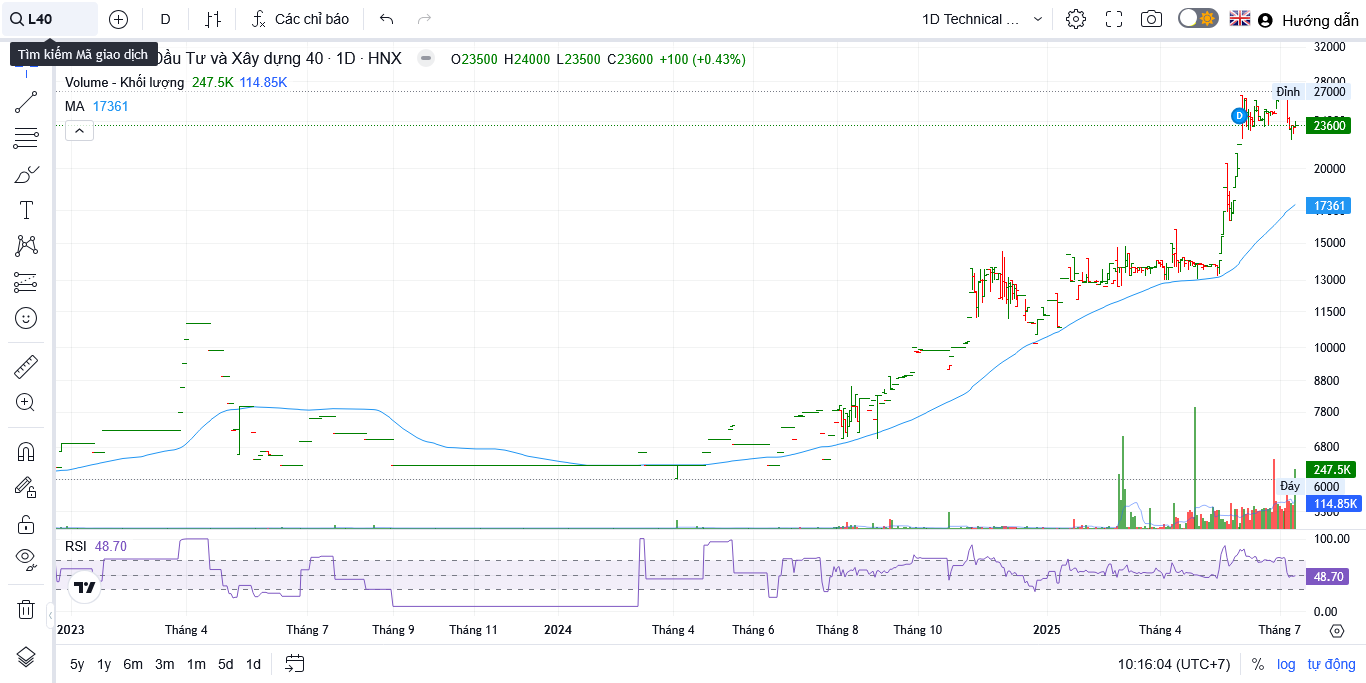 L40 D Các chỉ báo 1D Technical ... Hướng dẫn
Tìm kiếm Mã giao dịch Đầu Tư và Xây dựng 40 · 1D · HNX O23500 H24000 L23500 C23600 +100 (+0.43%)
Volume - Khối lượng 247.5K 114.85K
MA 17361
32000
28000
Đỉnh 27000
D
23600
20000
17361
15000
13000
11500
10000
8800
7800
6800
247.5K
Đáy 6000
114.85K
RSI 48.70
100.00
48.70
0.00
2023 Tháng 4 Tháng 7 Tháng 9 Tháng 11 2024 Tháng 4 Tháng 6 Tháng 8 Tháng 10 2025 Tháng 4 Tháng 7
5y 1y 6m 3m 1m 5d 1d 10:16:04 (UTC+7) % log tự động